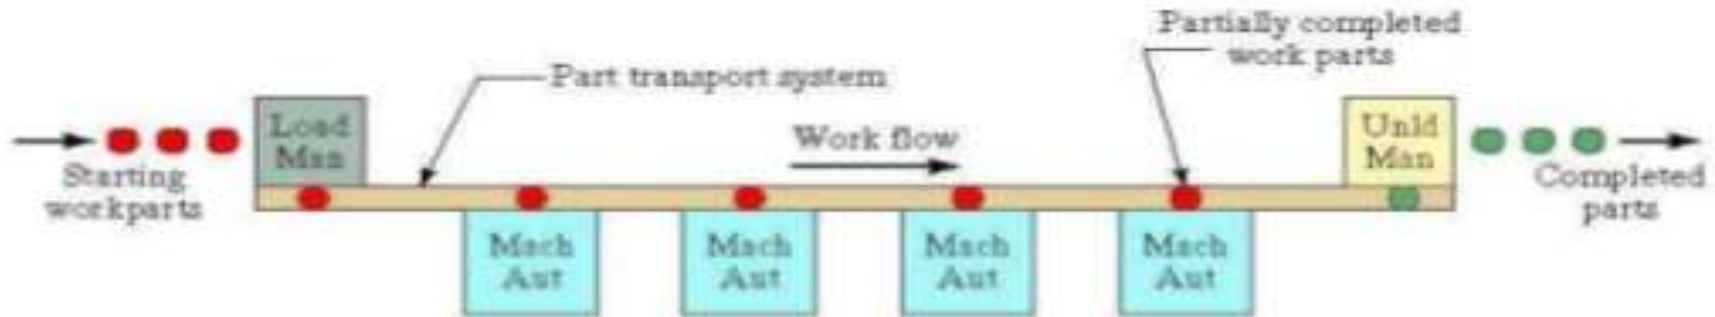 Partially completed
work parts
Part transport system
Load
Man
Work flow
Unld
Man
Starting
workparts
Completed
parts
Mach
Aut
Mach
Aut
Mach
Aut
Mach
Aut